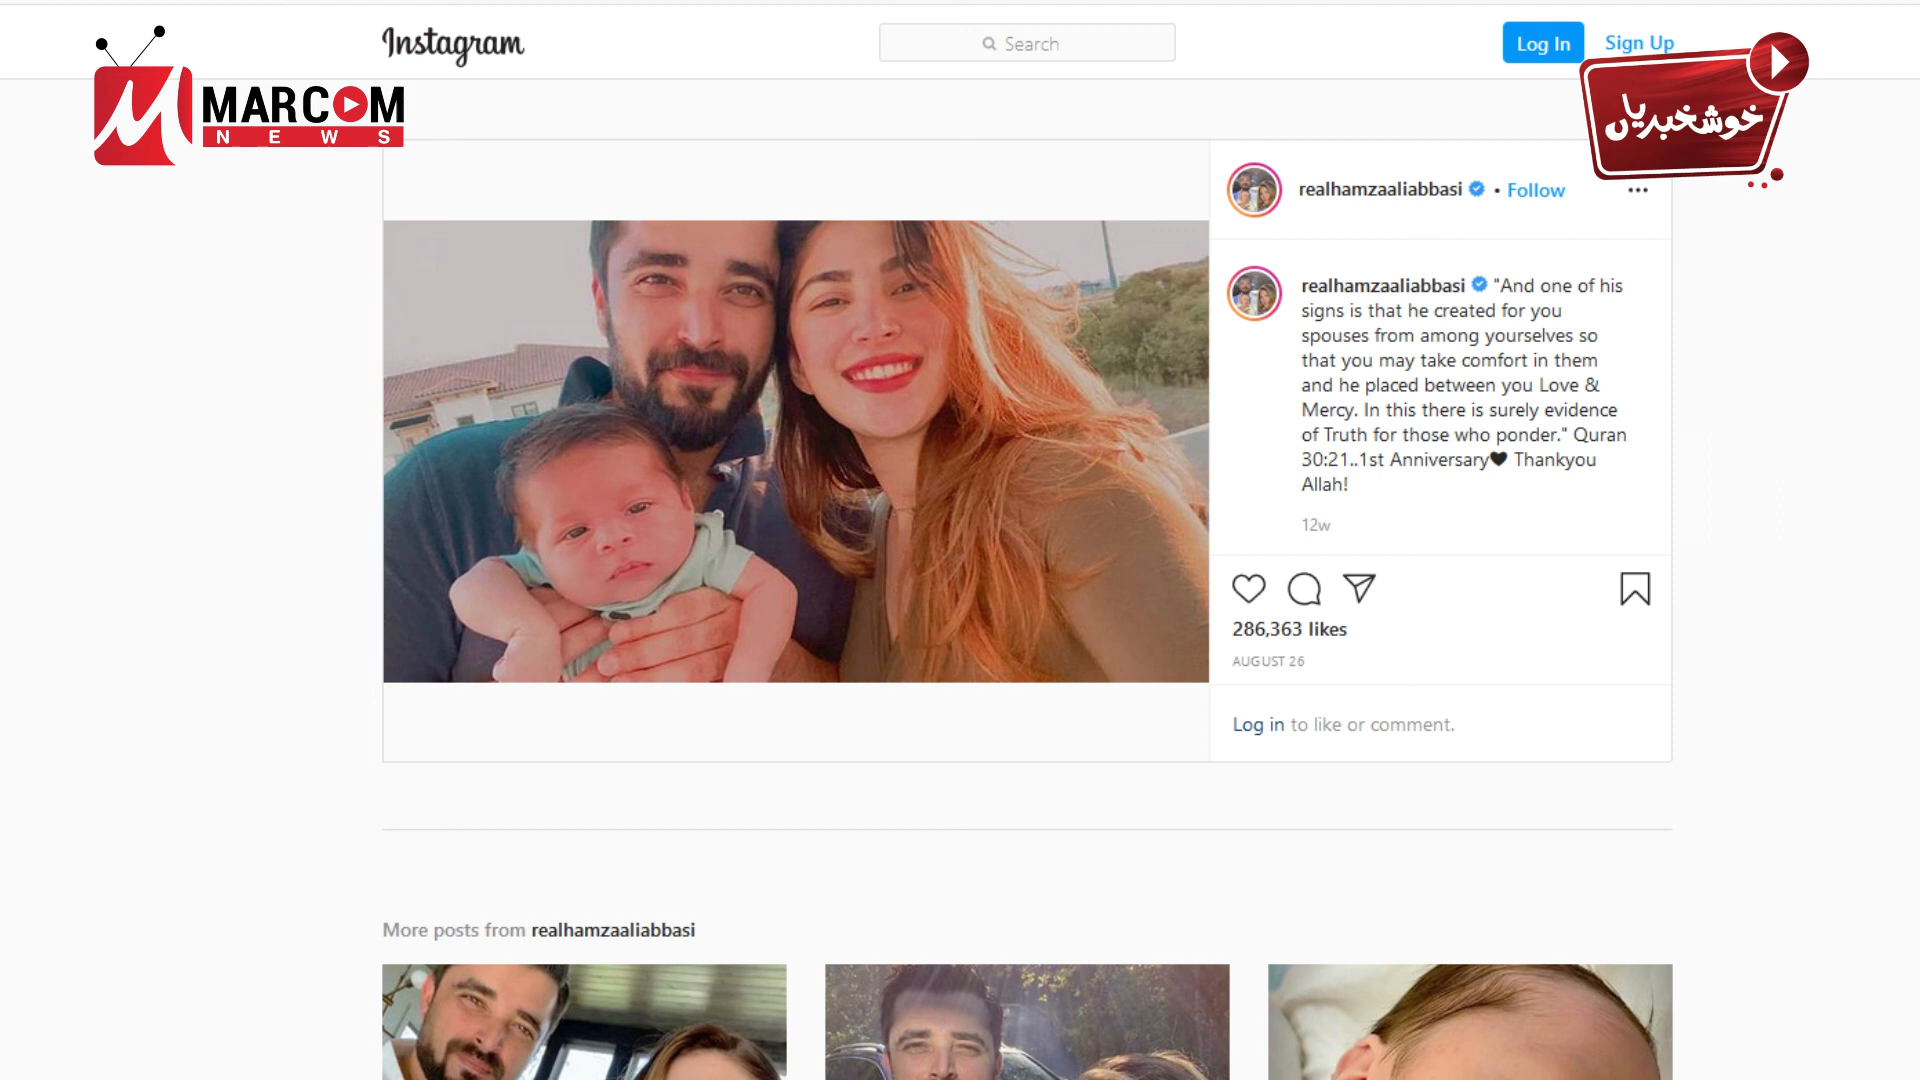 Instagram
Search
Log In
Sign Up
MARCOM
NEWS
خوشخبریاں
realhamzaaliabbasi • Follow
realhamzaaliabbasi "And one of his
signs is that he created for you
spouses from among yourselves so
that you may take comfort in them
and he placed between you Love &
Mercy. In this there is surely evidence
of Truth for those who ponder." Quran
30:21..1st Anniversary🖤 Thankyou
Allah!
12w
286,363 likes
AUGUST 26
Log in to like or comment.
More posts from realhamzaaliabbasi